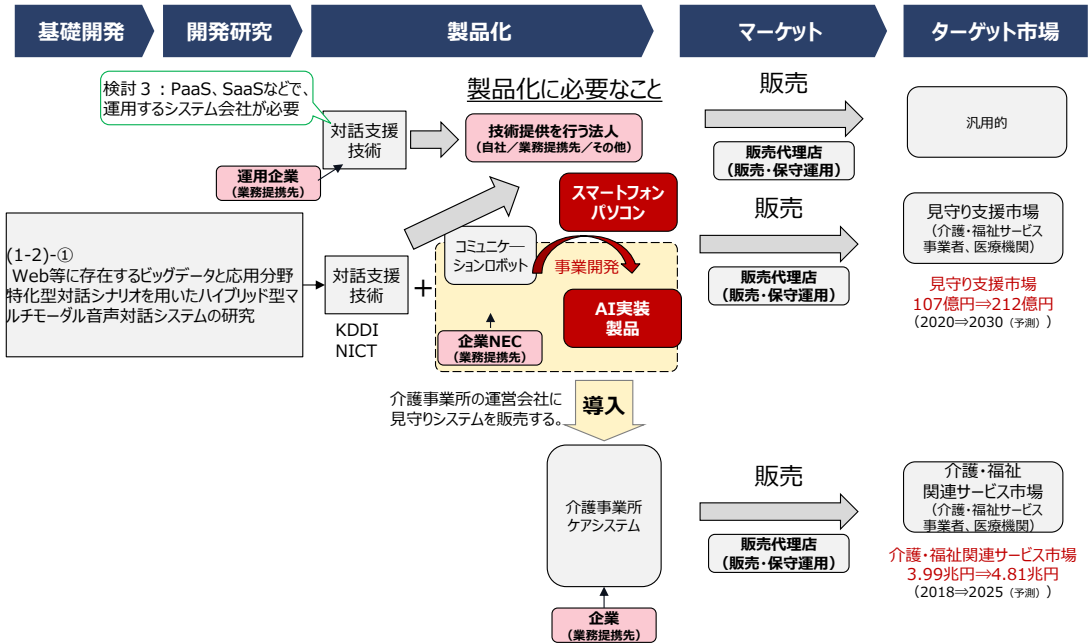 基礎開発
開発研究
製品化
マーケット
ターゲット市場
検討３：PaaS、SaaSなどで、
運用するシステム会社が必要
製品化に必要なこと
対話支援
技術
技術提供を行う法人
(自社／業務提携先／その他)
運用企業
(業務提携先)
販売
販売代理店
(販売・保守運用)
汎用的
(1-2)-①
Web等に存在するビッグデータと応用分野
特化型対話シナリオを用いたハイブリッド型マ
ルチモーダル音声対話システムの研究
対話支援
技術
KDDI
NICT
+
コミュニケー
ションロボット
スマートフォン
パソコン
事業開発
AI実装
製品
企業NEC
(業務提携先)
販売
販売代理店
(販売・保守運用)
見守り支援市場
（介護・福祉サービス
事業者、医療機関）
見守り支援市場
107億円⇒212億円
(2020⇒2030（予測）)
介護事業所の運営会社に
見守りシステムを販売する。
導入
介護事業所
ケアシステム
企業
(業務提携先)
販売
販売代理店
(販売・保守運用)
介護・福祉
関連サービス市場
（介護・福祉サービス
事業者、医療機関）
介護・福祉関連サービス市場
3.99兆円⇒4.81兆円
(2018⇒2025（予測）)